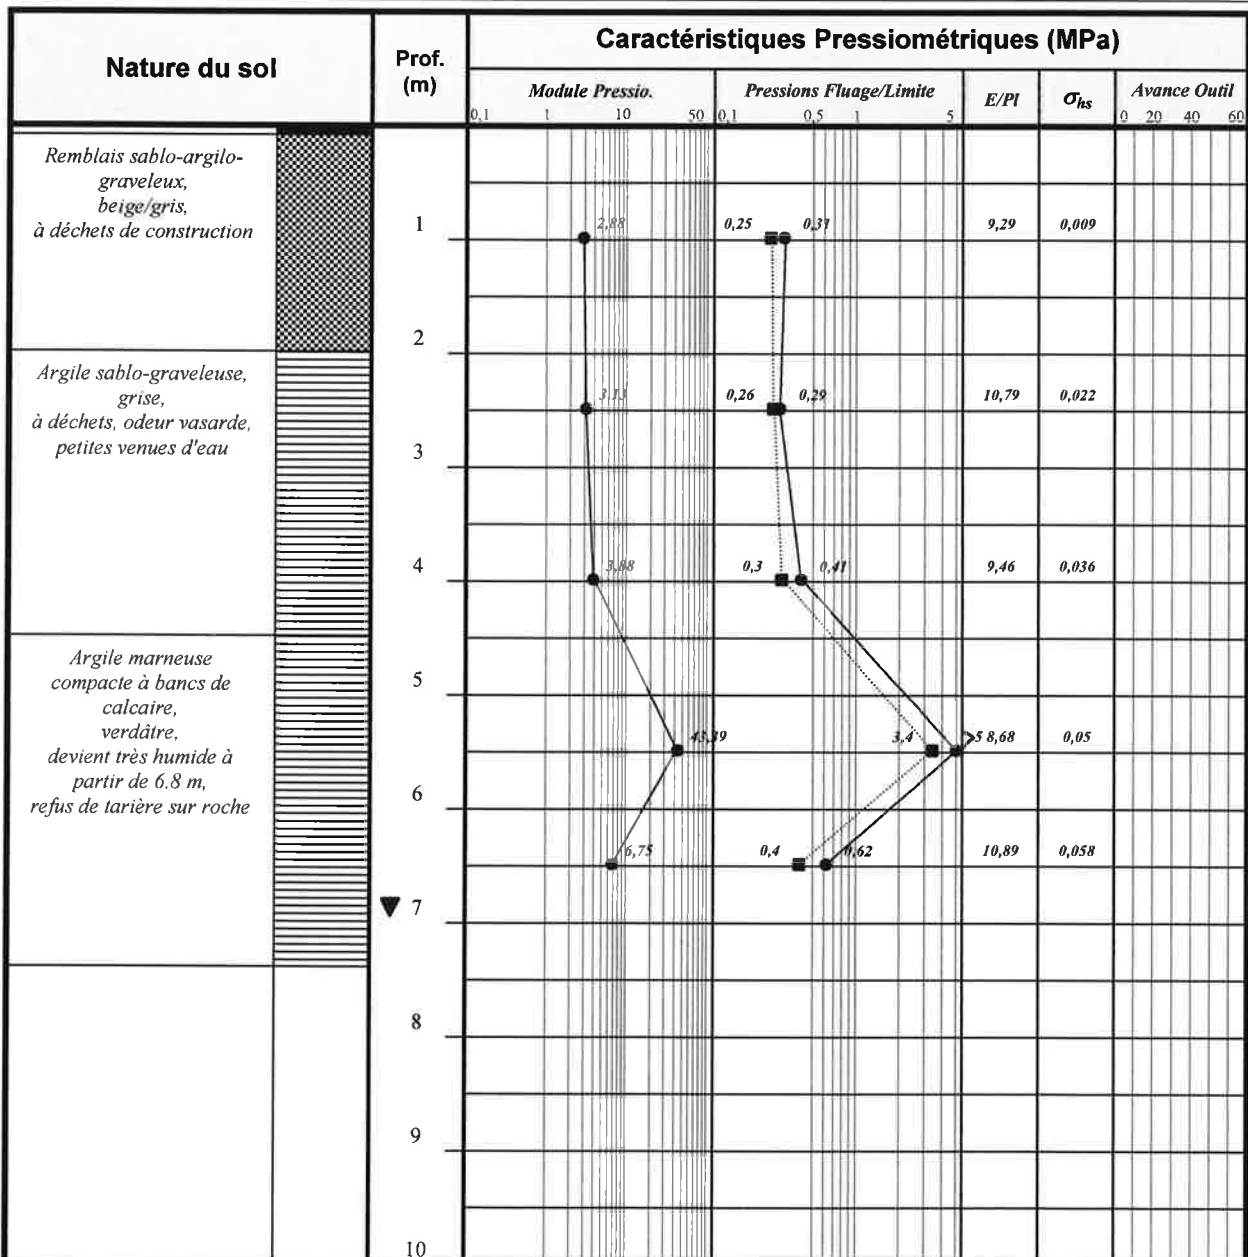 Nature du sol
Prof.
(m)
Caractéristiques Pressiométriques (MPa)
Module Pressio.
0,1 1 10 50
Pressions Fluage/Limite
0,1 0,5 1 5
E/Pl
σhs
Avance Outil
0 20 40 60
Remblais sablo-argilo-
graveleux,
beige/gris,
à déchets de construction
1
2,88
0,25 0,31
9,29
0,009
2
Argile sablo-graveleuse,
grise,
à déchets, odeur vasarde,
petites venues d'eau
3,13
0,26 0,29
10,79
0,022
3
4
3,88
0,3 0,41
9,46
0,036
Argile marneuse
compacte à bancs de
calcaire,
verdâtre,
devient très humide à
partir de 6.8 m,
refus de tarière sur roche
5
43,39
3,4 >5
8,68
0,05
6
6,75
0,4 0,62
10,89
0,058
7
8
9
10